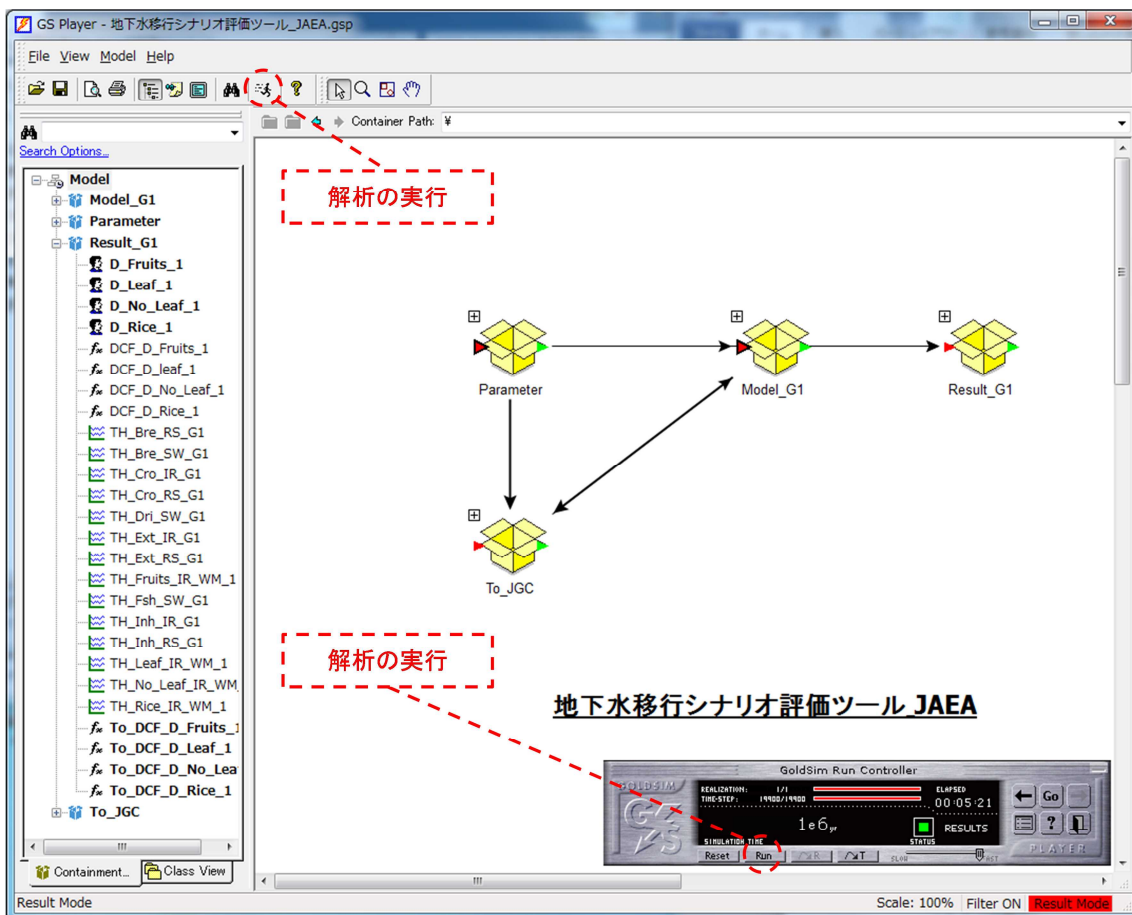 GS Player - 地下水移行シナリオ評価ツール_JAEA.gsp
File View Model Help
Container Path: ¥
Search Options...
Model
Model_G1
Parameter
Result_G1
D_Fruits_1
D_Leaf_1
D_No_Leaf_1
D_Rice_1
DCF_D_Fruits_1
DCF_D_leaf_1
DCF_D_No_Leaf_1
DCF_D_Rice_1
TH_Bre_RS_G1
TH_Bre_SW_G1
TH_Cro_IR_G1
TH_Cro_RS_G1
TH_Dri_SW_G1
TH_Ext_IR_G1
TH_Ext_RS_G1
TH_Fruits_IR_WM_1
TH_Fsh_SW_G1
TH_Inh_IR_G1
TH_Inh_RS_G1
TH_Leaf_IR_WM_1
TH_No_Leaf_IR_WM
TH_Rice_IR_WM_1
To_DCF_D_Fruits_1
To_DCF_D_Leaf_1
To_DCF_D_No_Lea
To_DCF_D_Rice_1
To_JGC
Containment... Class View
解析の実行
Parameter
Model_G1
Result_G1
To_JGC
解析の実行
地下水移行シナリオ評価ツール_JAEA
GoldSim Run Controller
GOLDSIM
REALIZATION: 1/1
ELAPSED
TIME-STEP: 19900/19900
00:05:21
Go
1e6yr
RESULTS
SIMULATION TIME
STATUS
PLAYER
Reset Run R T SLOW FAST
Result Mode
Scale: 100% Filter ON Result Mode